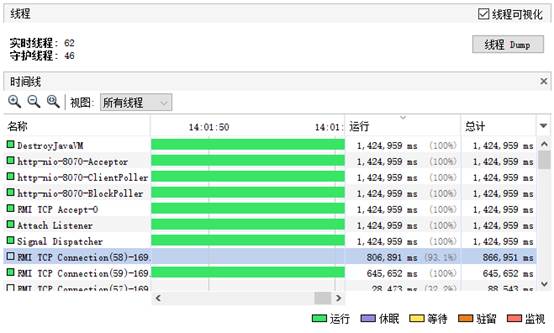 线程
线程可视化
实时线程: 62
守护线程: 46
线程 Dump
时间线
视图: 所有线程
名称 14:01:50 14:01: 运行 总计
DestroyJavaVM 1,424,959 ms (100%) 1,424,959 ms
http-nio-8070-Acceptor 1,424,959 ms (100%) 1,424,959 ms
http-nio-8070-ClientPoller 1,424,959 ms (100%) 1,424,959 ms
http-nio-8070-BlockPoller 1,424,959 ms (100%) 1,424,959 ms
RMI TCP Accept-0 1,424,959 ms (100%) 1,424,959 ms
Attach Listener 1,424,959 ms (100%) 1,424,959 ms
Signal Dispatcher 1,424,959 ms (100%) 1,424,959 ms
RMI TCP Connection(58)-169. 806,891 ms (93.1%) 866,951 ms
RMI TCP Connection(59)-169. 645,652 ms (100%) 645,652 ms
RMI TCP Connection(57)-169. 28,473 ms (32.2%) 88,543 ms
运行 休眠 等待 驻留 监视